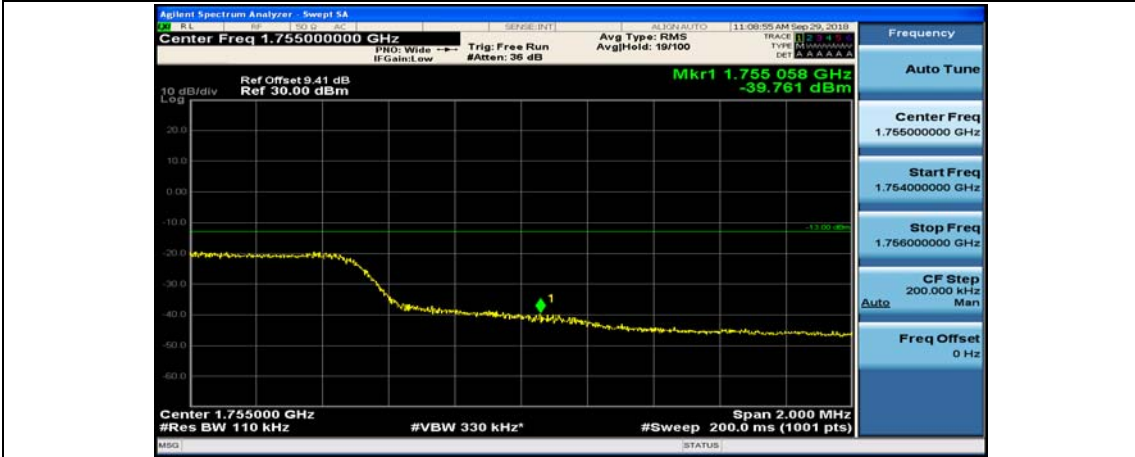 Agilent Spectrum Analyzer - Swept SA
RL RF 50 Ω AC SENSE:INT ALIGN AUTO 11:08:55 AM Sep 29, 2018
Center Freq 1.755000000 GHz
PNO: Wide
IFGain:Low
Trig: Free Run
#Atten: 36 dB
Avg Type: RMS
Avg|Hold: 19/100
TRACE 1 2 3 4 5 6
TYPE M
DET A A A A A A
Ref Offset 9.41 dB
Ref 30.00 dBm
10 dB/div
Log
Mkr1 1.755 058 GHz
-39.761 dBm
20.0
10.0
0.00
-10.0
-20.0
-30.0
-40.0
-50.0
-60.0
-13.00 dBm
1
Center 1.755000 GHz
Span 2.000 MHz
#Res BW 110 kHz
#VBW 330 kHz*
#Sweep 200.0 ms (1001 pts)
MSG
STATUS
Frequency
Auto Tune
Center Freq
1.755000000 GHz
Start Freq
1.754000000 GHz
Stop Freq
1.756000000 GHz
CF Step
200.000 kHz
Auto Man
Freq Offset
0 Hz